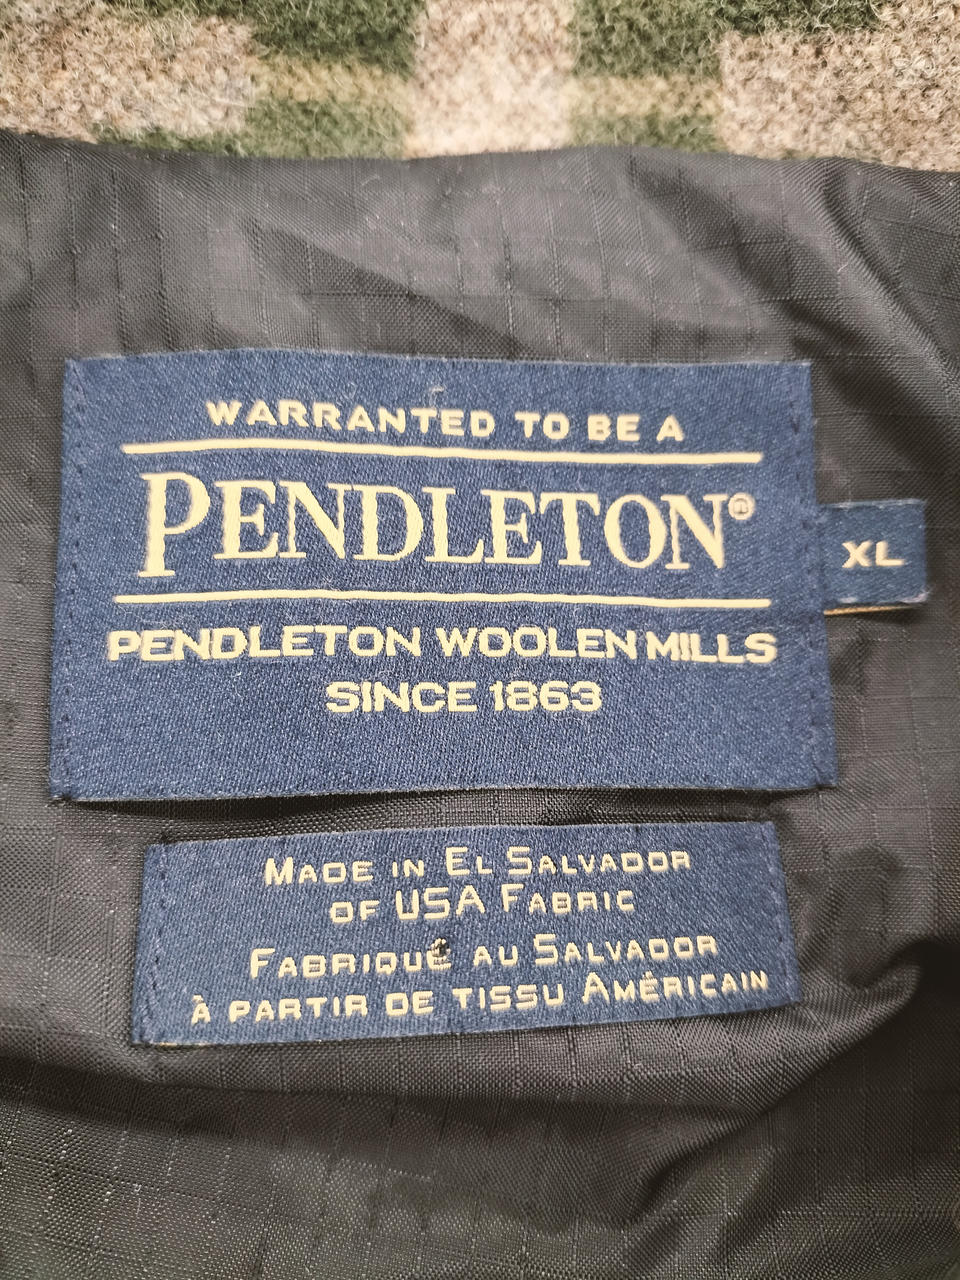 WARRANTED TO BE A
PENDLETON®
XL
PENDLETON WOOLEN MILLS
SINCE 1863
MADE IN EL SALVADOR
OF USA FABRIC
FABRIQUÉ AU SALVADOR
À PARTIR DE TISSU AMÉRICAIN